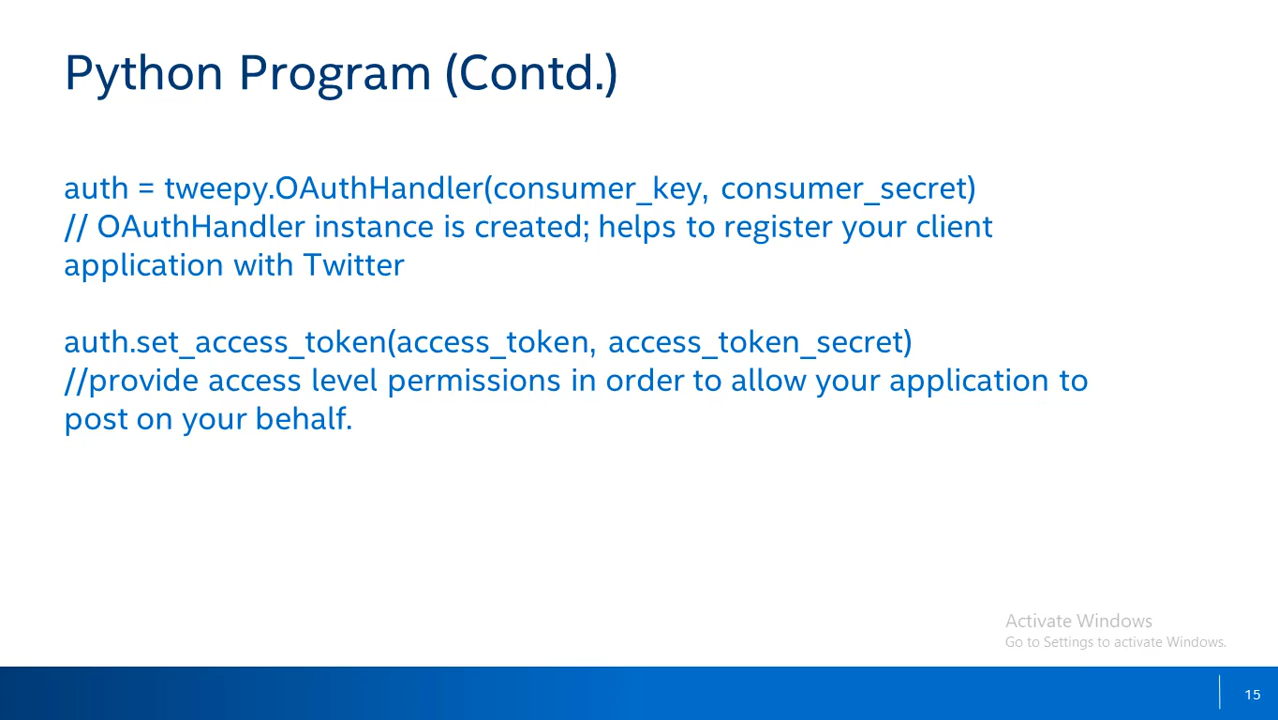 Python Program (Contd.)
auth = tweepy.OAuthHandler(consumer_key, consumer_secret)
// OAuthHandler instance is created; helps to register your client
application with Twitter
auth.set_access_token(access_token, access_token_secret)
//provide access level permissions in order to allow your application to
post on your behalf.
Activate Windows
Go to Settings to activate Windows.
15